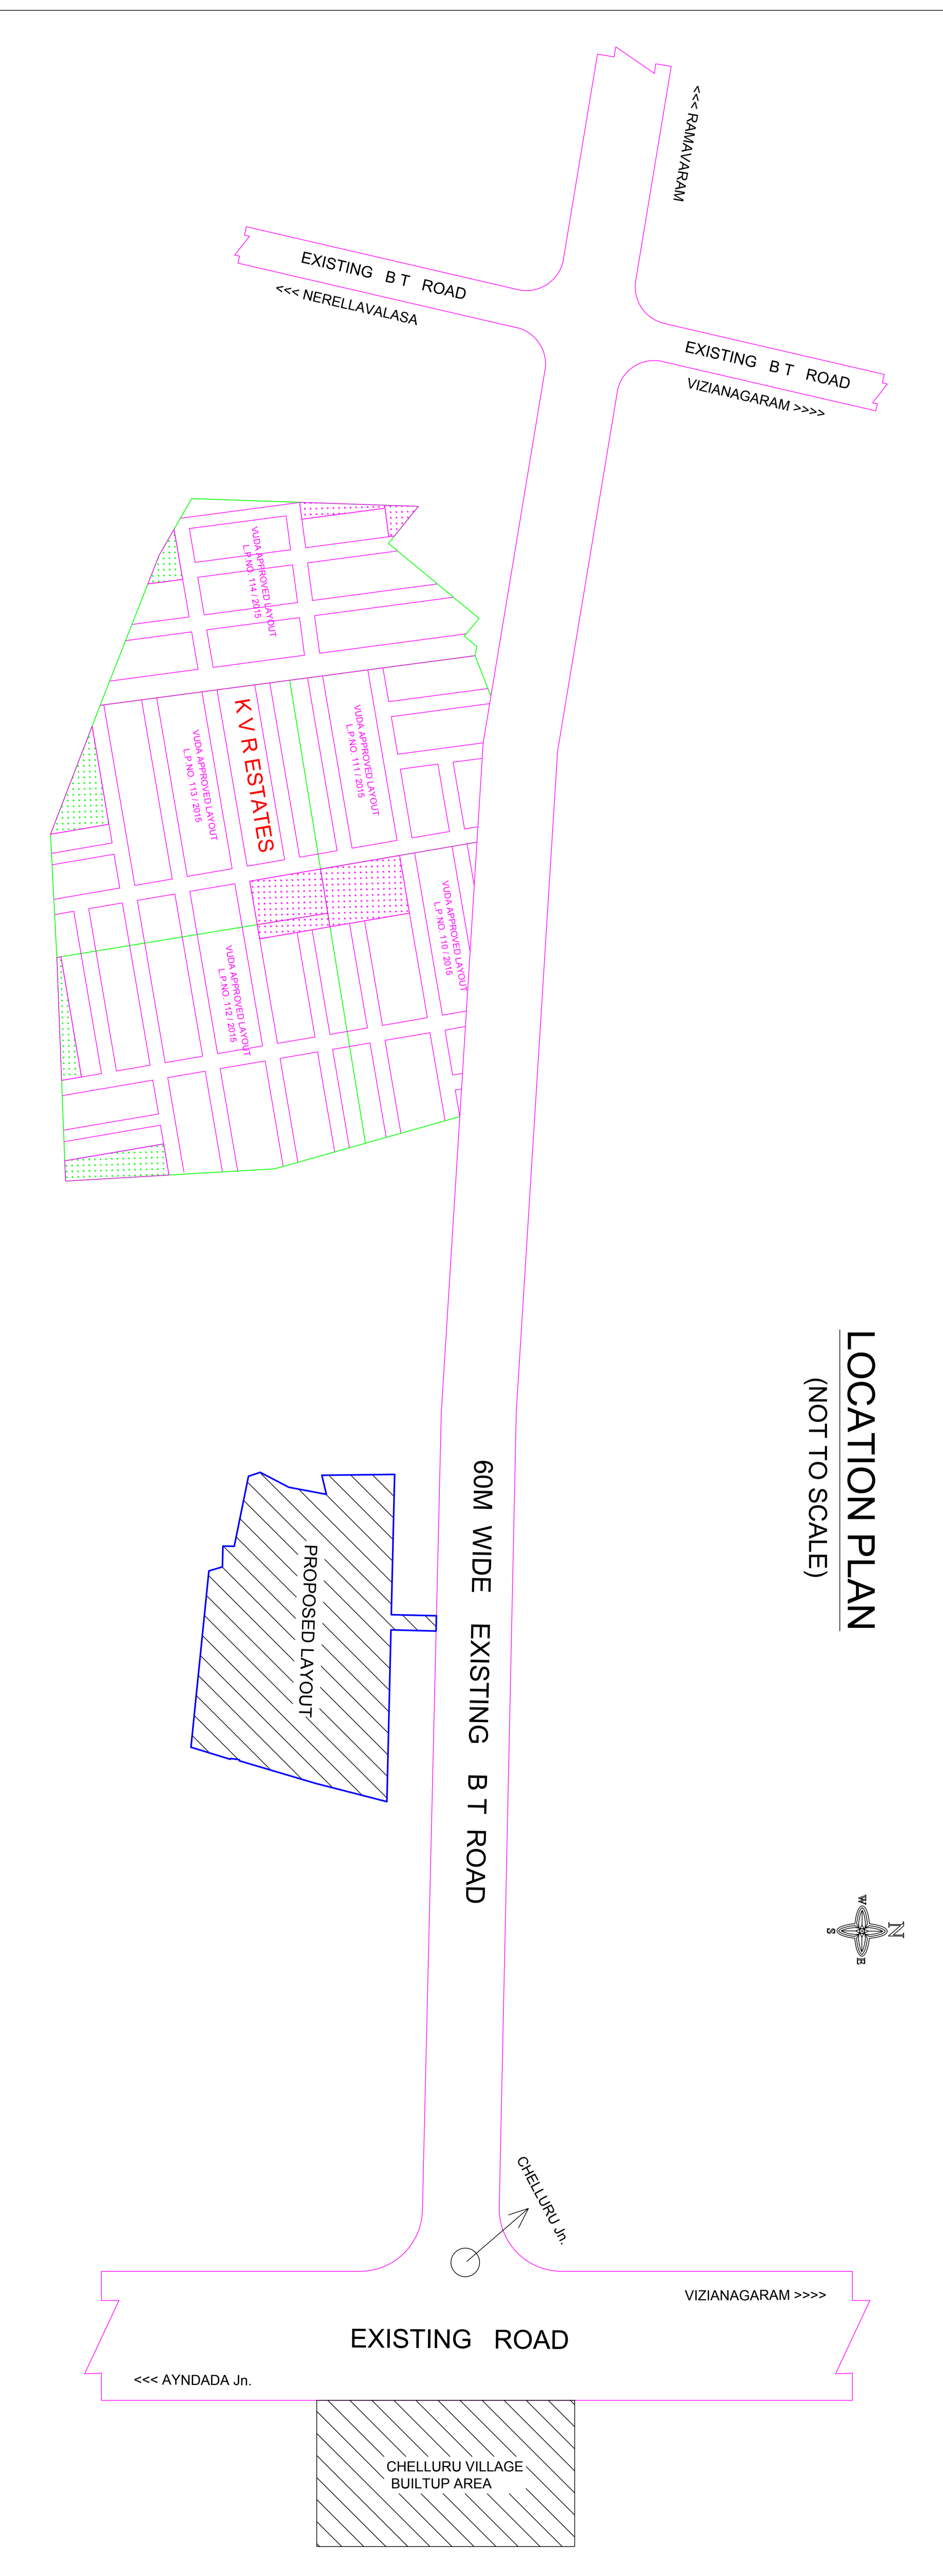 <<< RAMAVARAM
EXISTING B T ROAD
<<< NERELLAVALASA
EXISTING B T ROAD
VIZIANAGARAM >>>>
VUDA APPROVED LAYOUT
L.P.NO. 114 / 2015
K V R ESTATES
VUDA APPROVED LAYOUT
L.P.NO. 113 / 2015
VUDA APPROVED LAYOUT
L.P.NO. 111 / 2015
VUDA APPROVED LAYOUT
L.P.NO. 110 / 2015
VUDA APPROVED LAYOUT
L.P.NO. 112 / 2015
LOCATION PLAN
(NOT TO SCALE)
60M WIDE EXISTING B T ROAD
PROPOSED LAYOUT
N
W
E
S
CHELLURU Jn.
VIZIANAGARAM >>>>
EXISTING ROAD
<<< AYNDADA Jn.
CHELLURU VILLAGE
BUILTUP AREA